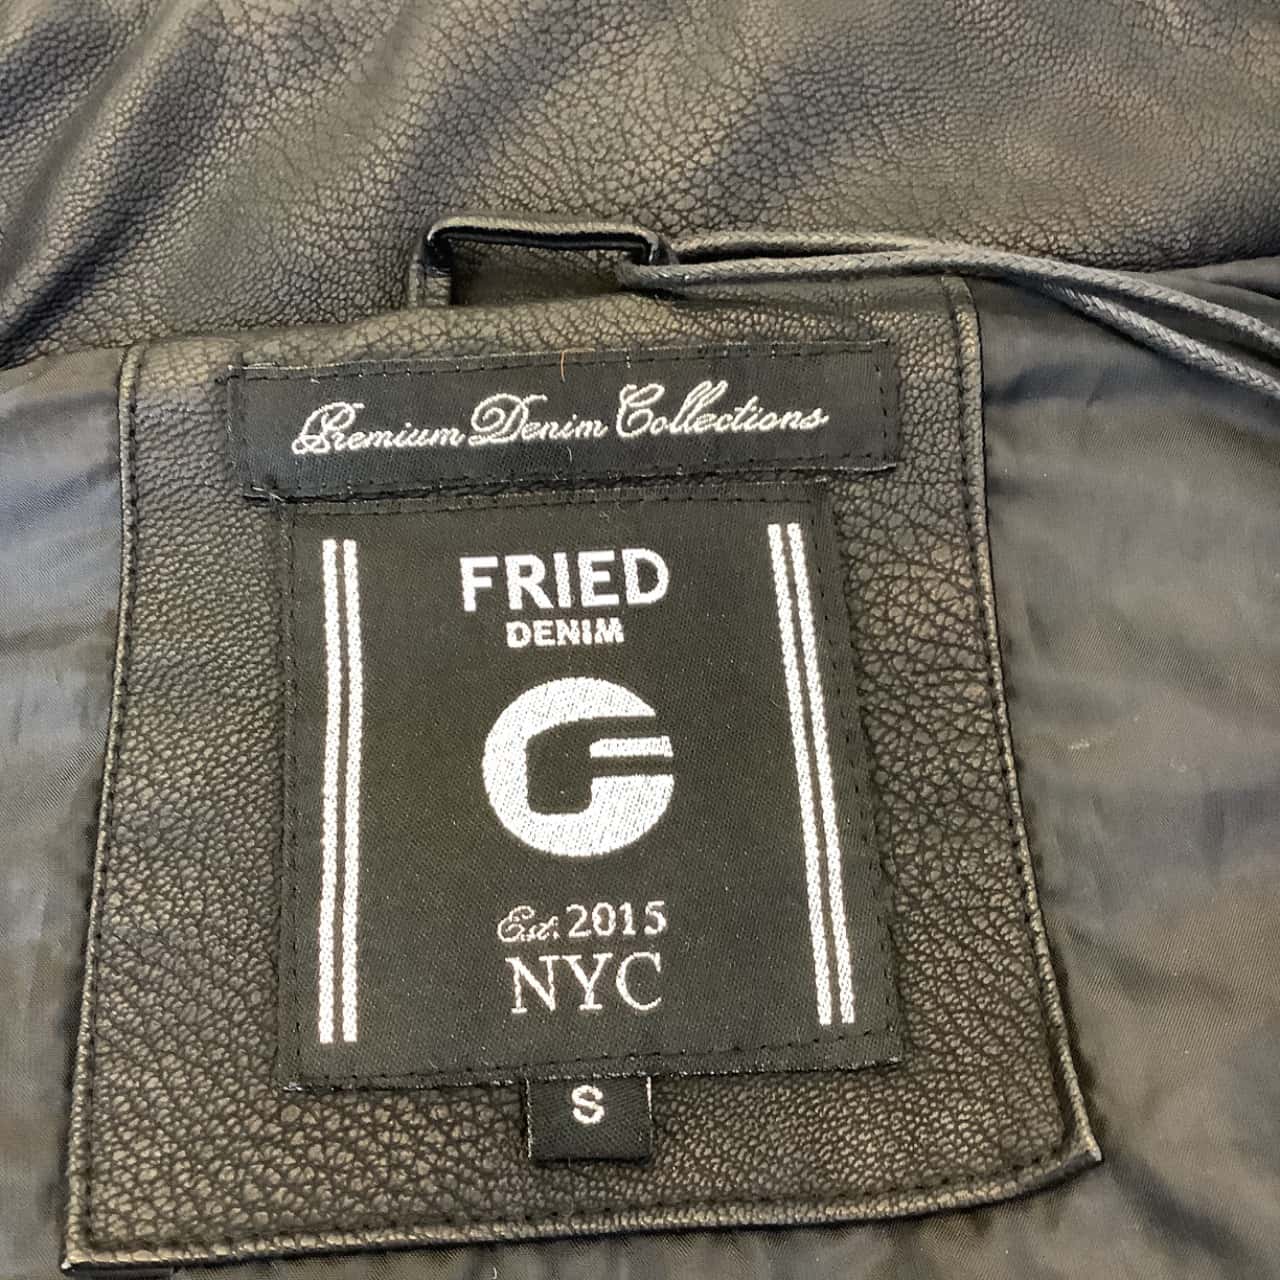 Premium Denim Collections
FRIED
DENIM
F
Est. 2015
NYC
S